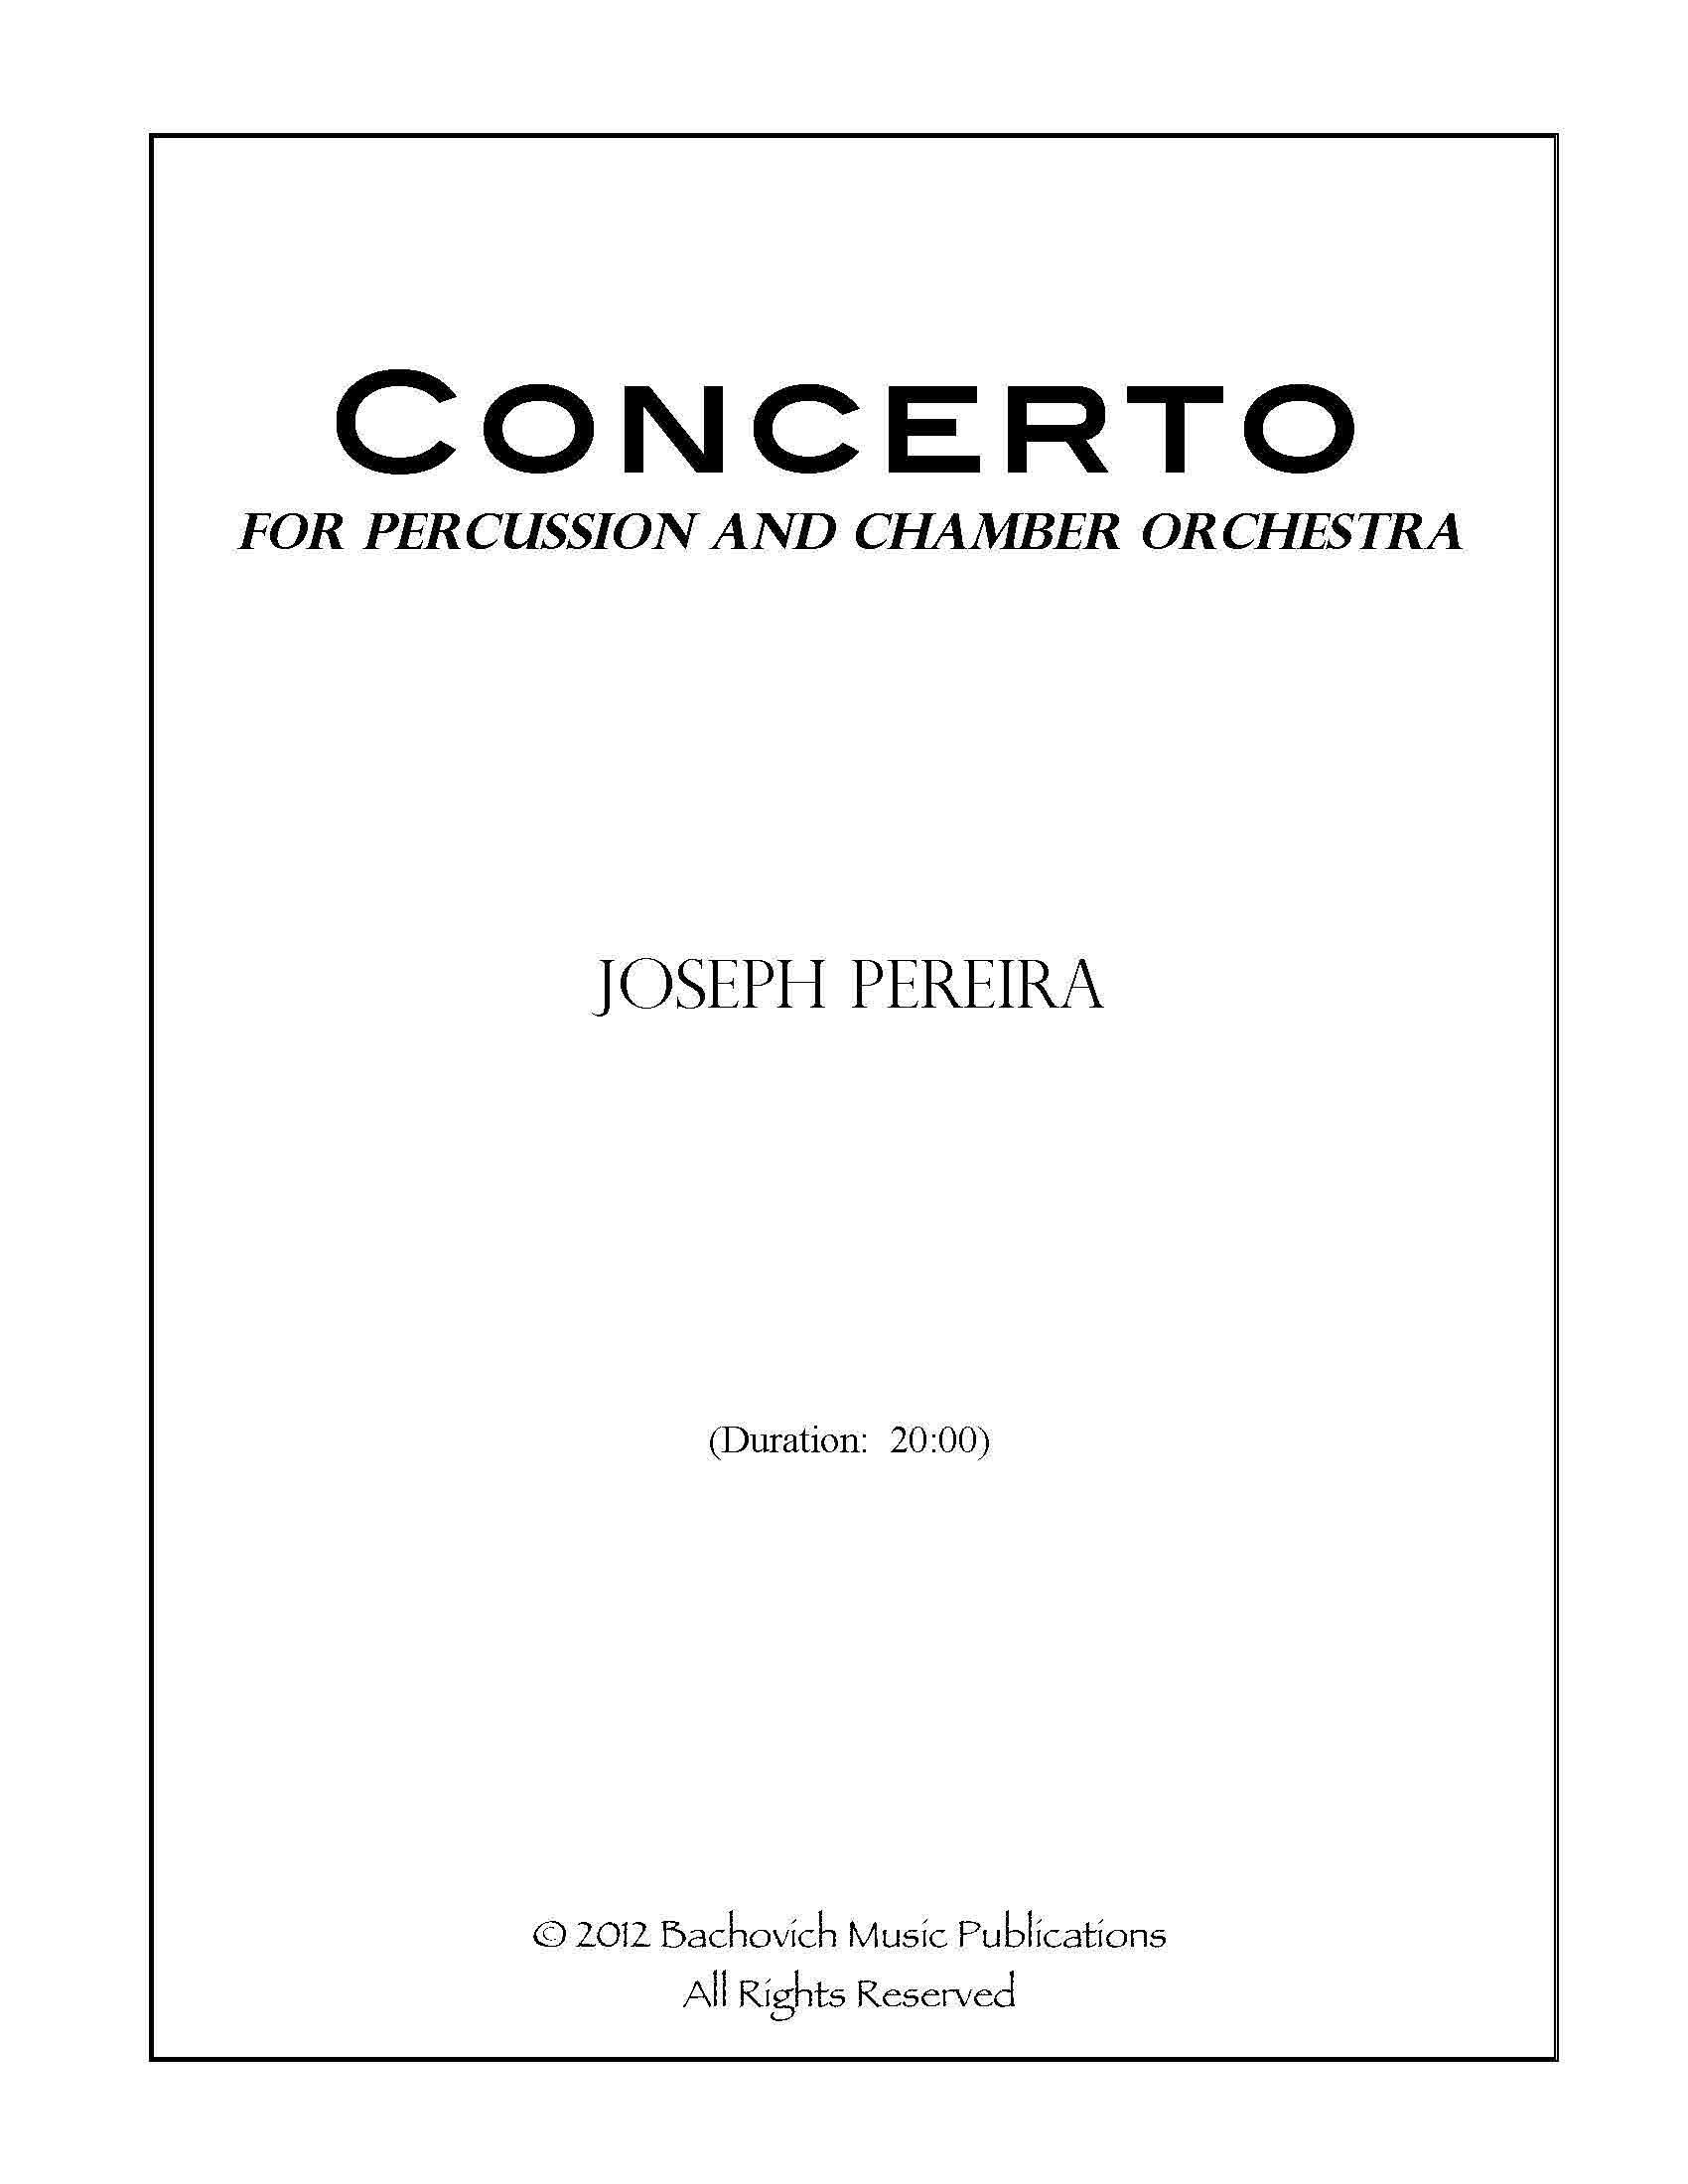 CONCERTO
FOR PERCUSSION AND CHAMBER ORCHESTRA
JOSEPH PEREIRA
(Duration: 20:00)
© 2012 Bachovich Music Publications
All Rights Reserved